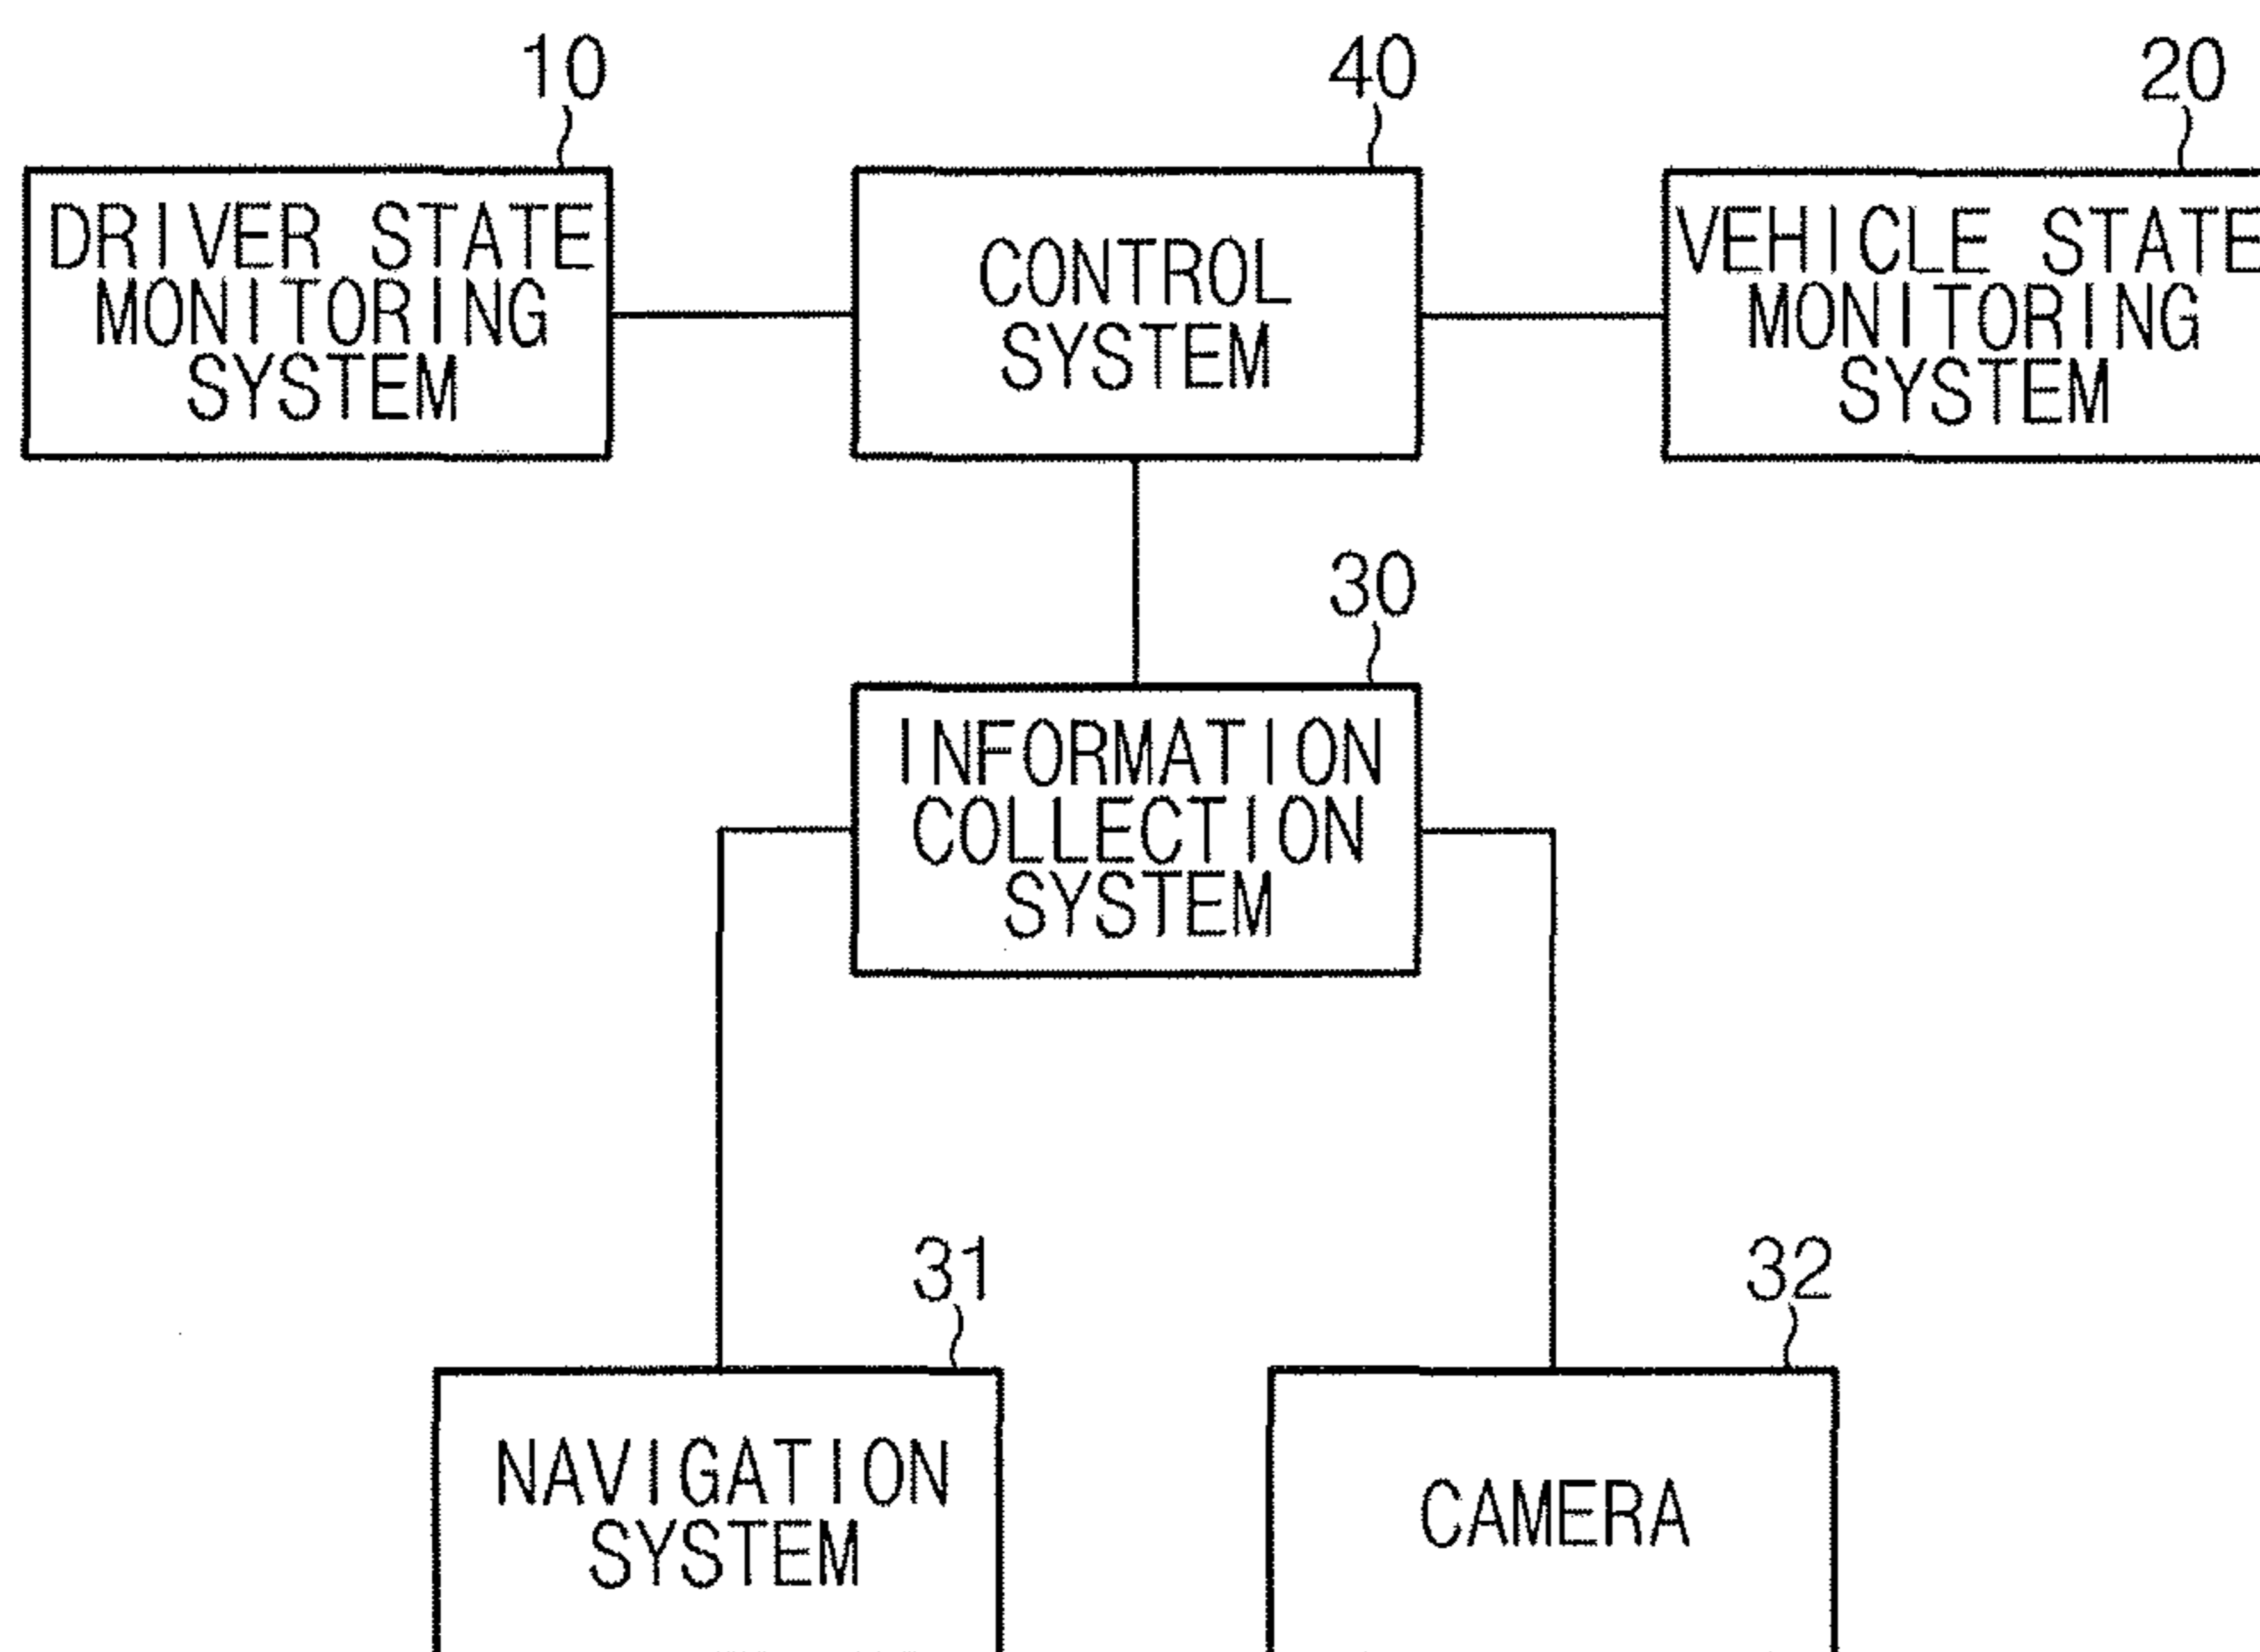 10
40
20
DRIVER STATE
MONITORING
SYSTEM
CONTROL
SYSTEM
VEHICLE STATE
MONITORING
SYSTEM
30
INFORMATION
COLLECTION
SYSTEM
31
32
NAVIGATION
SYSTEM
CAMERA